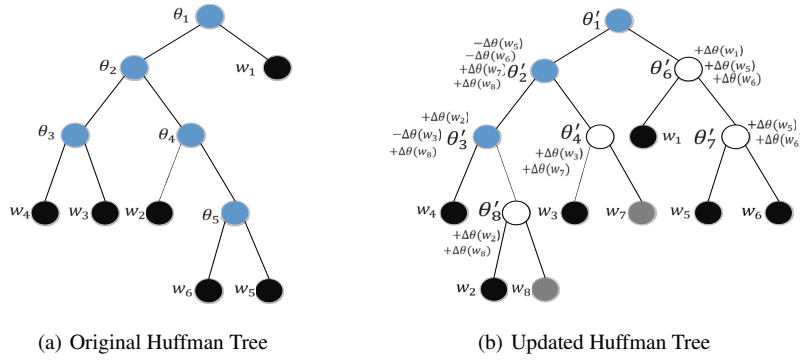 θ₁
θ₂
w₁
θ₃
θ₄
w₄
w₃
w₂
θ₅
w₆
w₅
(a) Original Huffman Tree
θ′₁
−Δθ(w₅)
−Δθ(w₆)
+Δθ(w₇)
+Δθ(w₈)
θ′₂
θ′₆
+Δθ(w₁)
+Δθ(w₅)
+Δθ(w₆)
+Δθ(w₂)
−Δθ(w₃)
+Δθ(w₈)
θ′₃
θ′₄
+Δθ(w₃)
+Δθ(w₇)
w₁
θ′₇
+Δθ(w₅)
+Δθ(w₆)
w₄
θ′₈
+Δθ(w₂)
+Δθ(w₈)
w₃
w₇
w₅
w₆
w₂
w₈
(b) Updated Huffman Tree